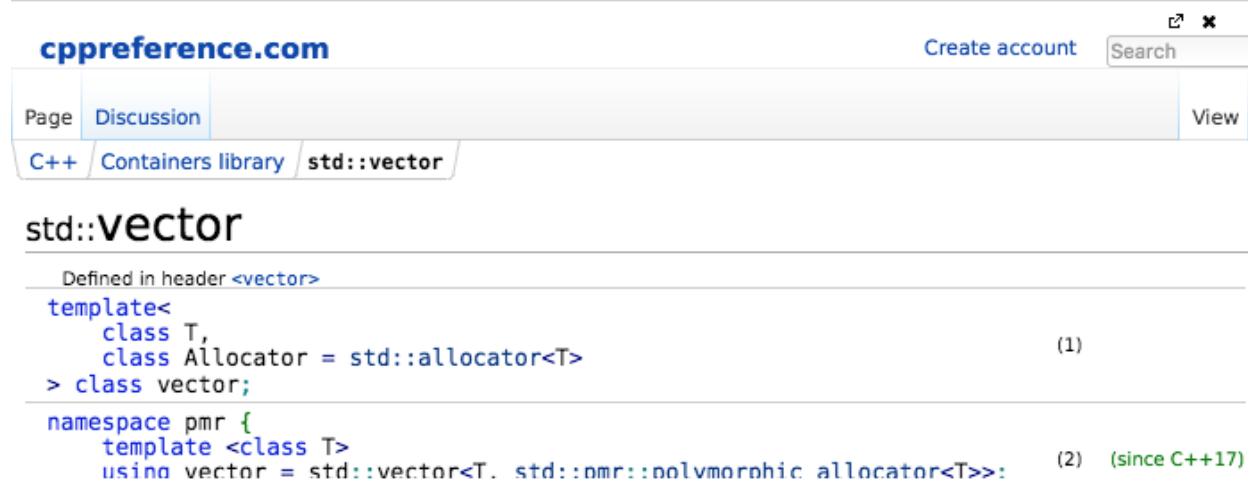 cppreference.com
Create account
Search
Page
Discussion
View
C++
Containers library
std::vector
std::vector
Defined in header <vector>
template<
    class T,
    class Allocator = std::allocator<T>
> class vector;
(1)
namespace pmr {
    template <class T>
    using vector = std::vector<T, std::pmr::polymorphic_allocator<T>>;
(2)
(since C++17)